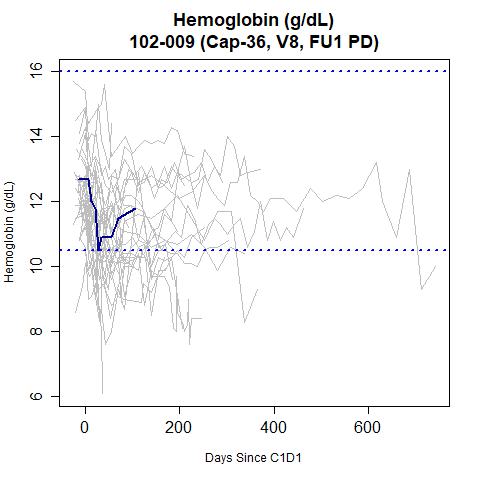 Hemoglobin (g/dL)
102-009 (Cap-36, V8, FU1 PD)
Hemoglobin (g/dL)
16
14
12
10
8
6
0 200 400 600
Days Since C1D1